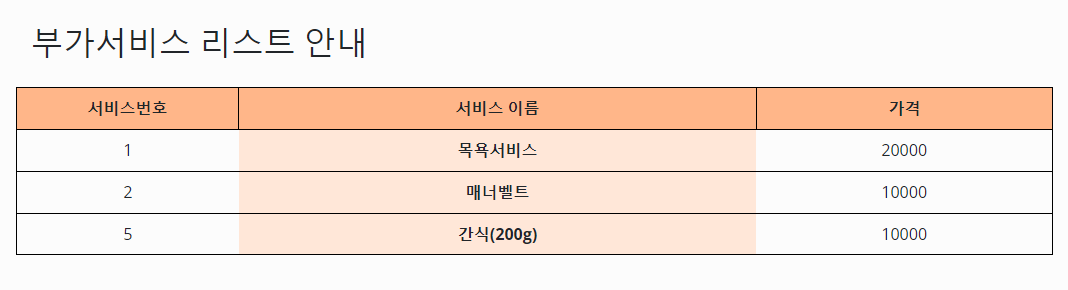 부가서비스 리스트 안내
서비스번호 서비스 이름 가격
1 목욕서비스 20000
2 매너벨트 10000
5 간식(200g) 10000